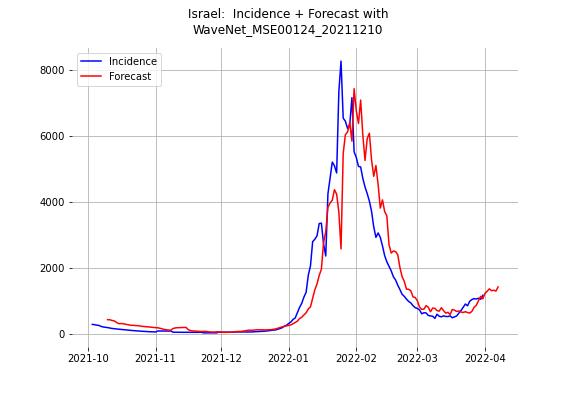 Israel: Incidence + Forecast with
WaveNet_MSE00124_20211210
Incidence
Forecast
8000
6000
4000
2000
0
2021-10 2021-11 2021-12 2022-01 2022-02 2022-03 2022-04